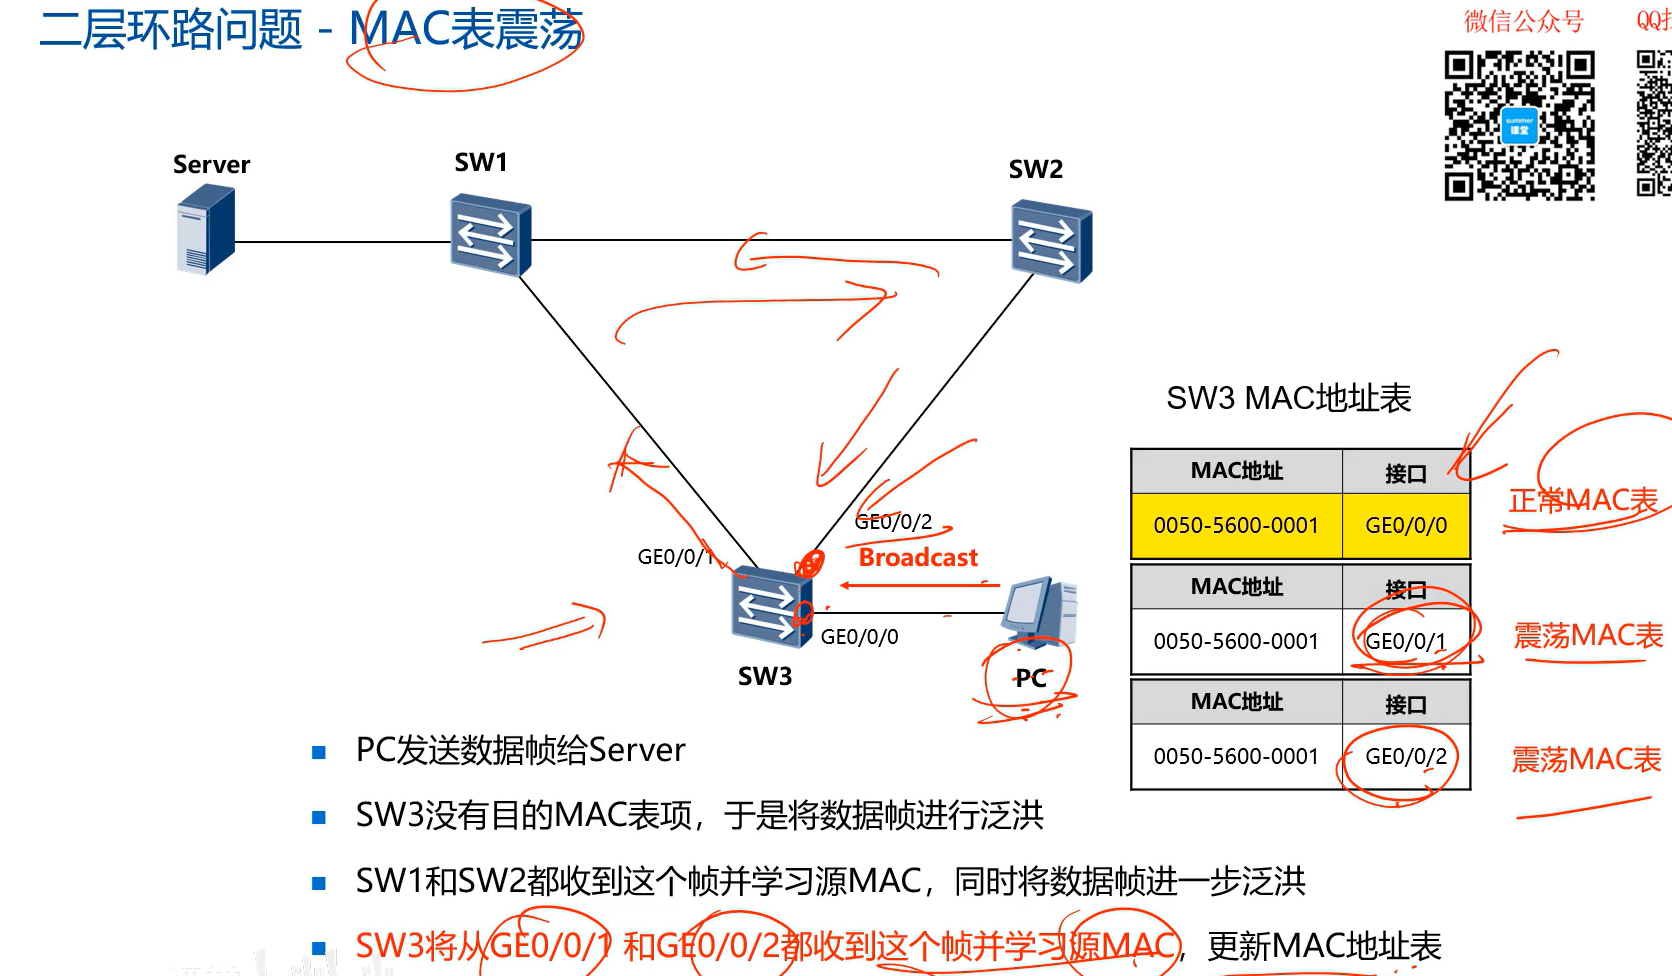 二层环路问题 - MAC表震荡
微信公众号
summer
课堂
Server
SW1
SW2
SW3 MAC地址表
MAC地址 接口
0050-5600-0001 GE0/0/0
正常MAC表
MAC地址 接口
0050-5600-0001 GE0/0/1
震荡MAC表
MAC地址 接口
0050-5600-0001 GE0/0/2
震荡MAC表
GE0/0/2
GE0/0/1
Broadcast
GE0/0/0
SW3
PC
PC发送数据帧给Server
SW3没有目的MAC表项，于是将数据帧进行泛洪
SW1和SW2都收到这个帧并学习源MAC，同时将数据帧进一步泛洪
SW3将从GE0/0/1 和GE0/0/2都收到这个帧并学习源MAC，更新MAC地址表